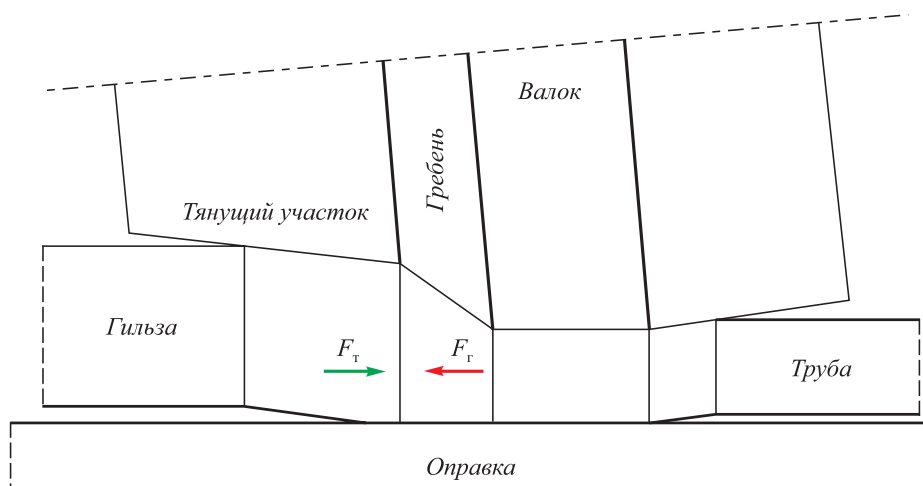 Валок
Гребень
Тянущий участок
Гильза
Fт
Fг
Труба
Оправка